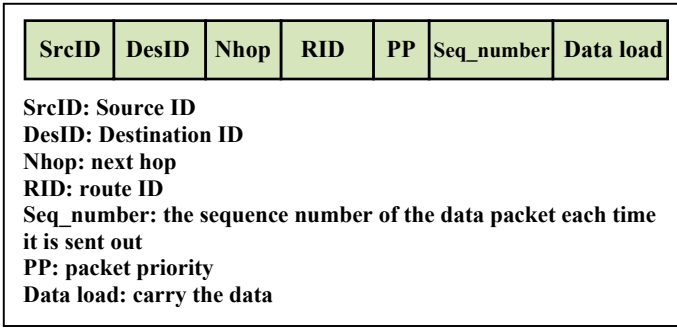 SrcID DesID Nhop RID PP Seq_number Data load
SrcID: Source ID
DesID: Destination ID
Nhop: next hop
RID: route ID
Seq_number: the sequence number of the data packet each time
it is sent out
PP: packet priority
Data load: carry the data